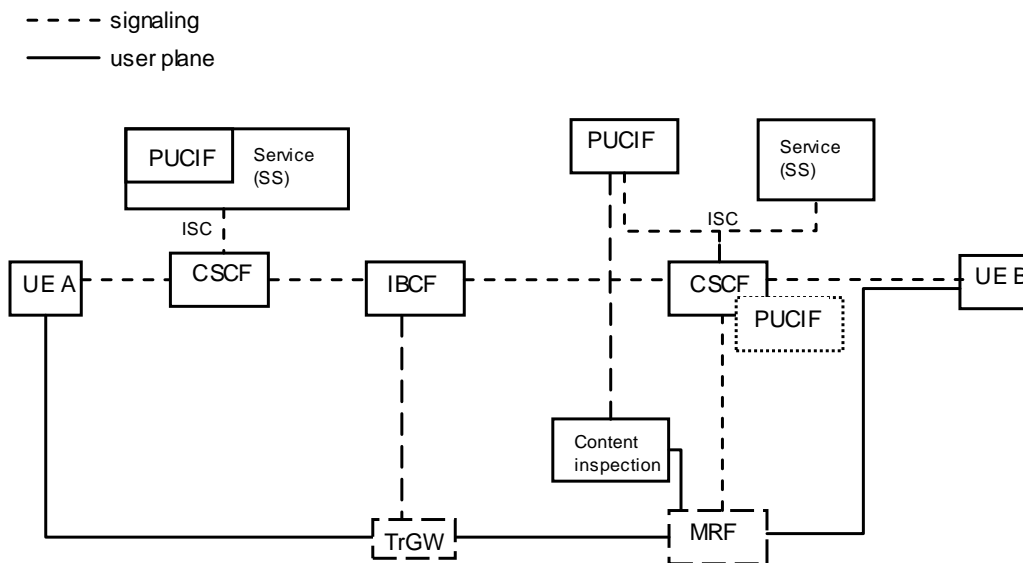 signaling
user plane
PUCIF
Service
(SS)
PUCIF
Service
(SS)
ISC
ISC
UE A
CSCF
IBCF
CSCF
UE B
PUCIF
Content
inspection
TrGW
MRF